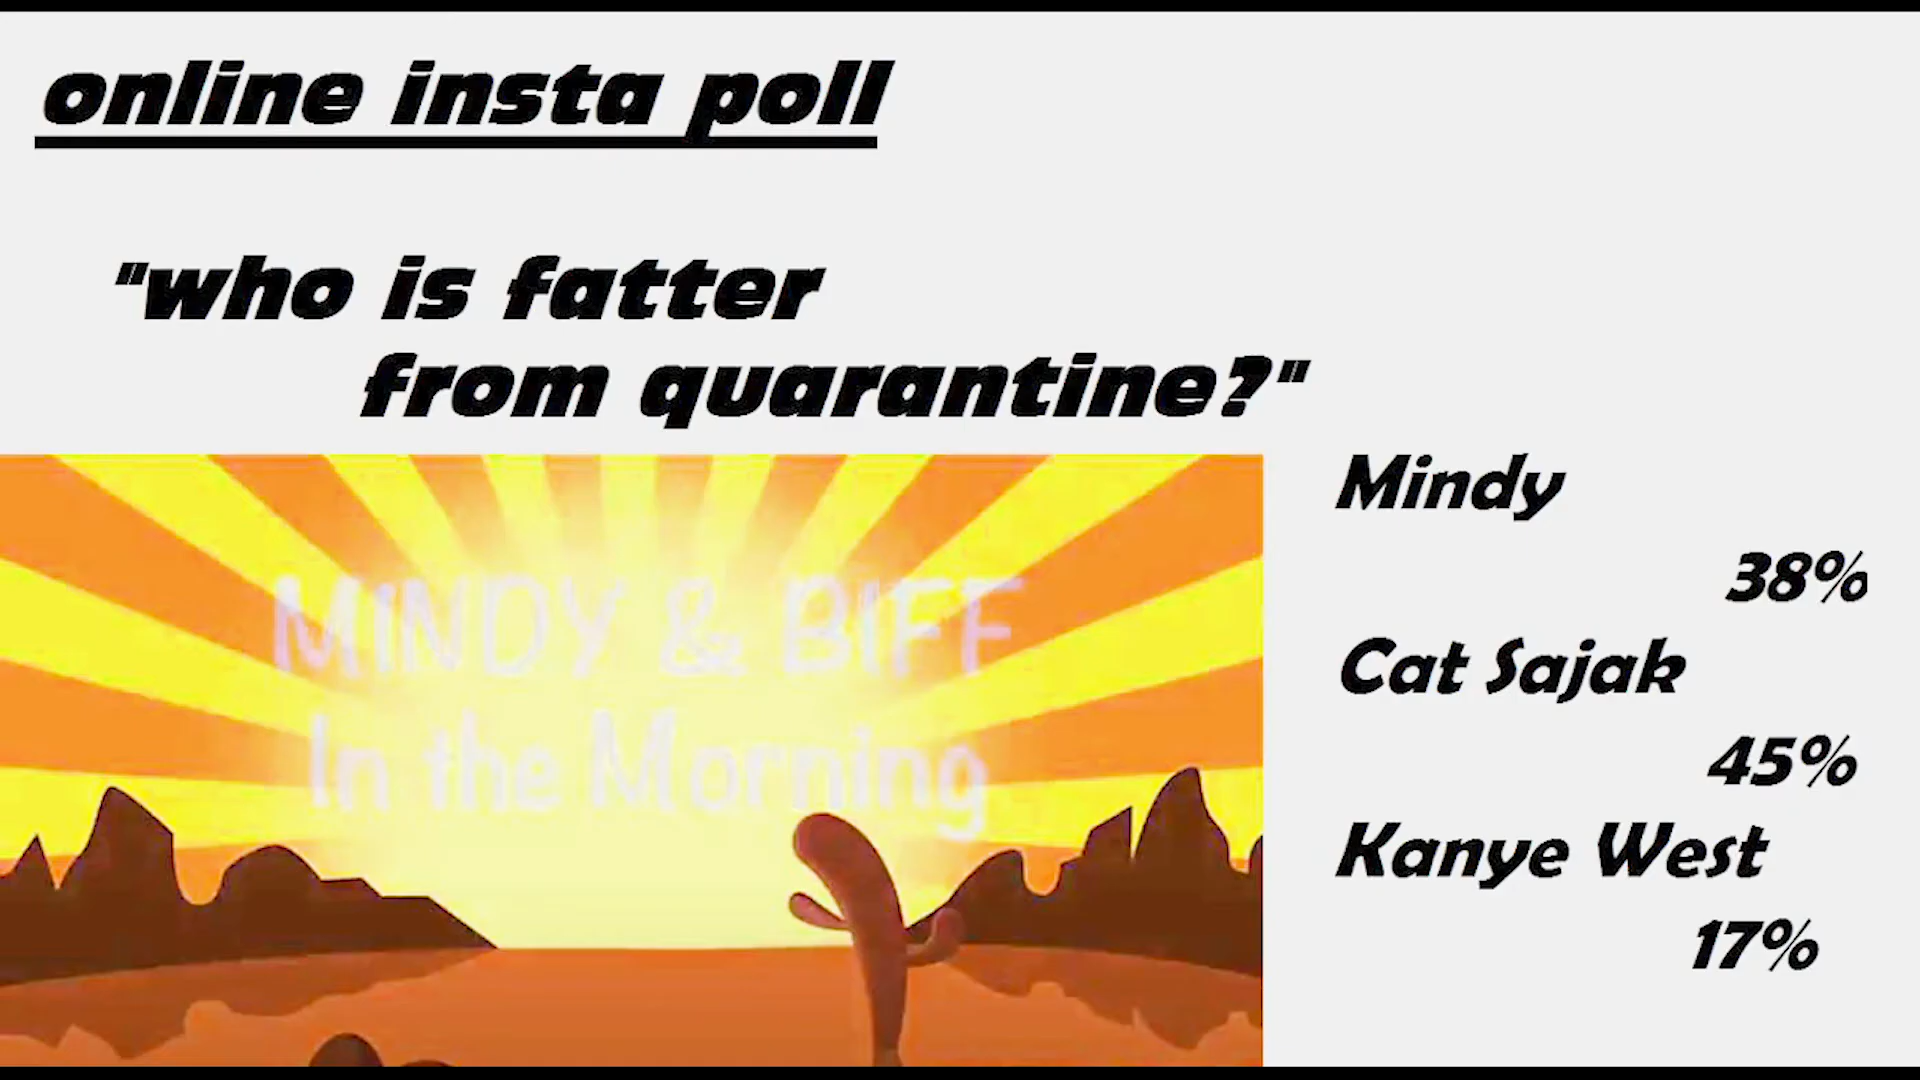 online insta poll
"who is fatter
from quarantine?"
MINDY & BIFF
In the Morning
Mindy
38%
Cat Sajak
45%
Kanye West
17%